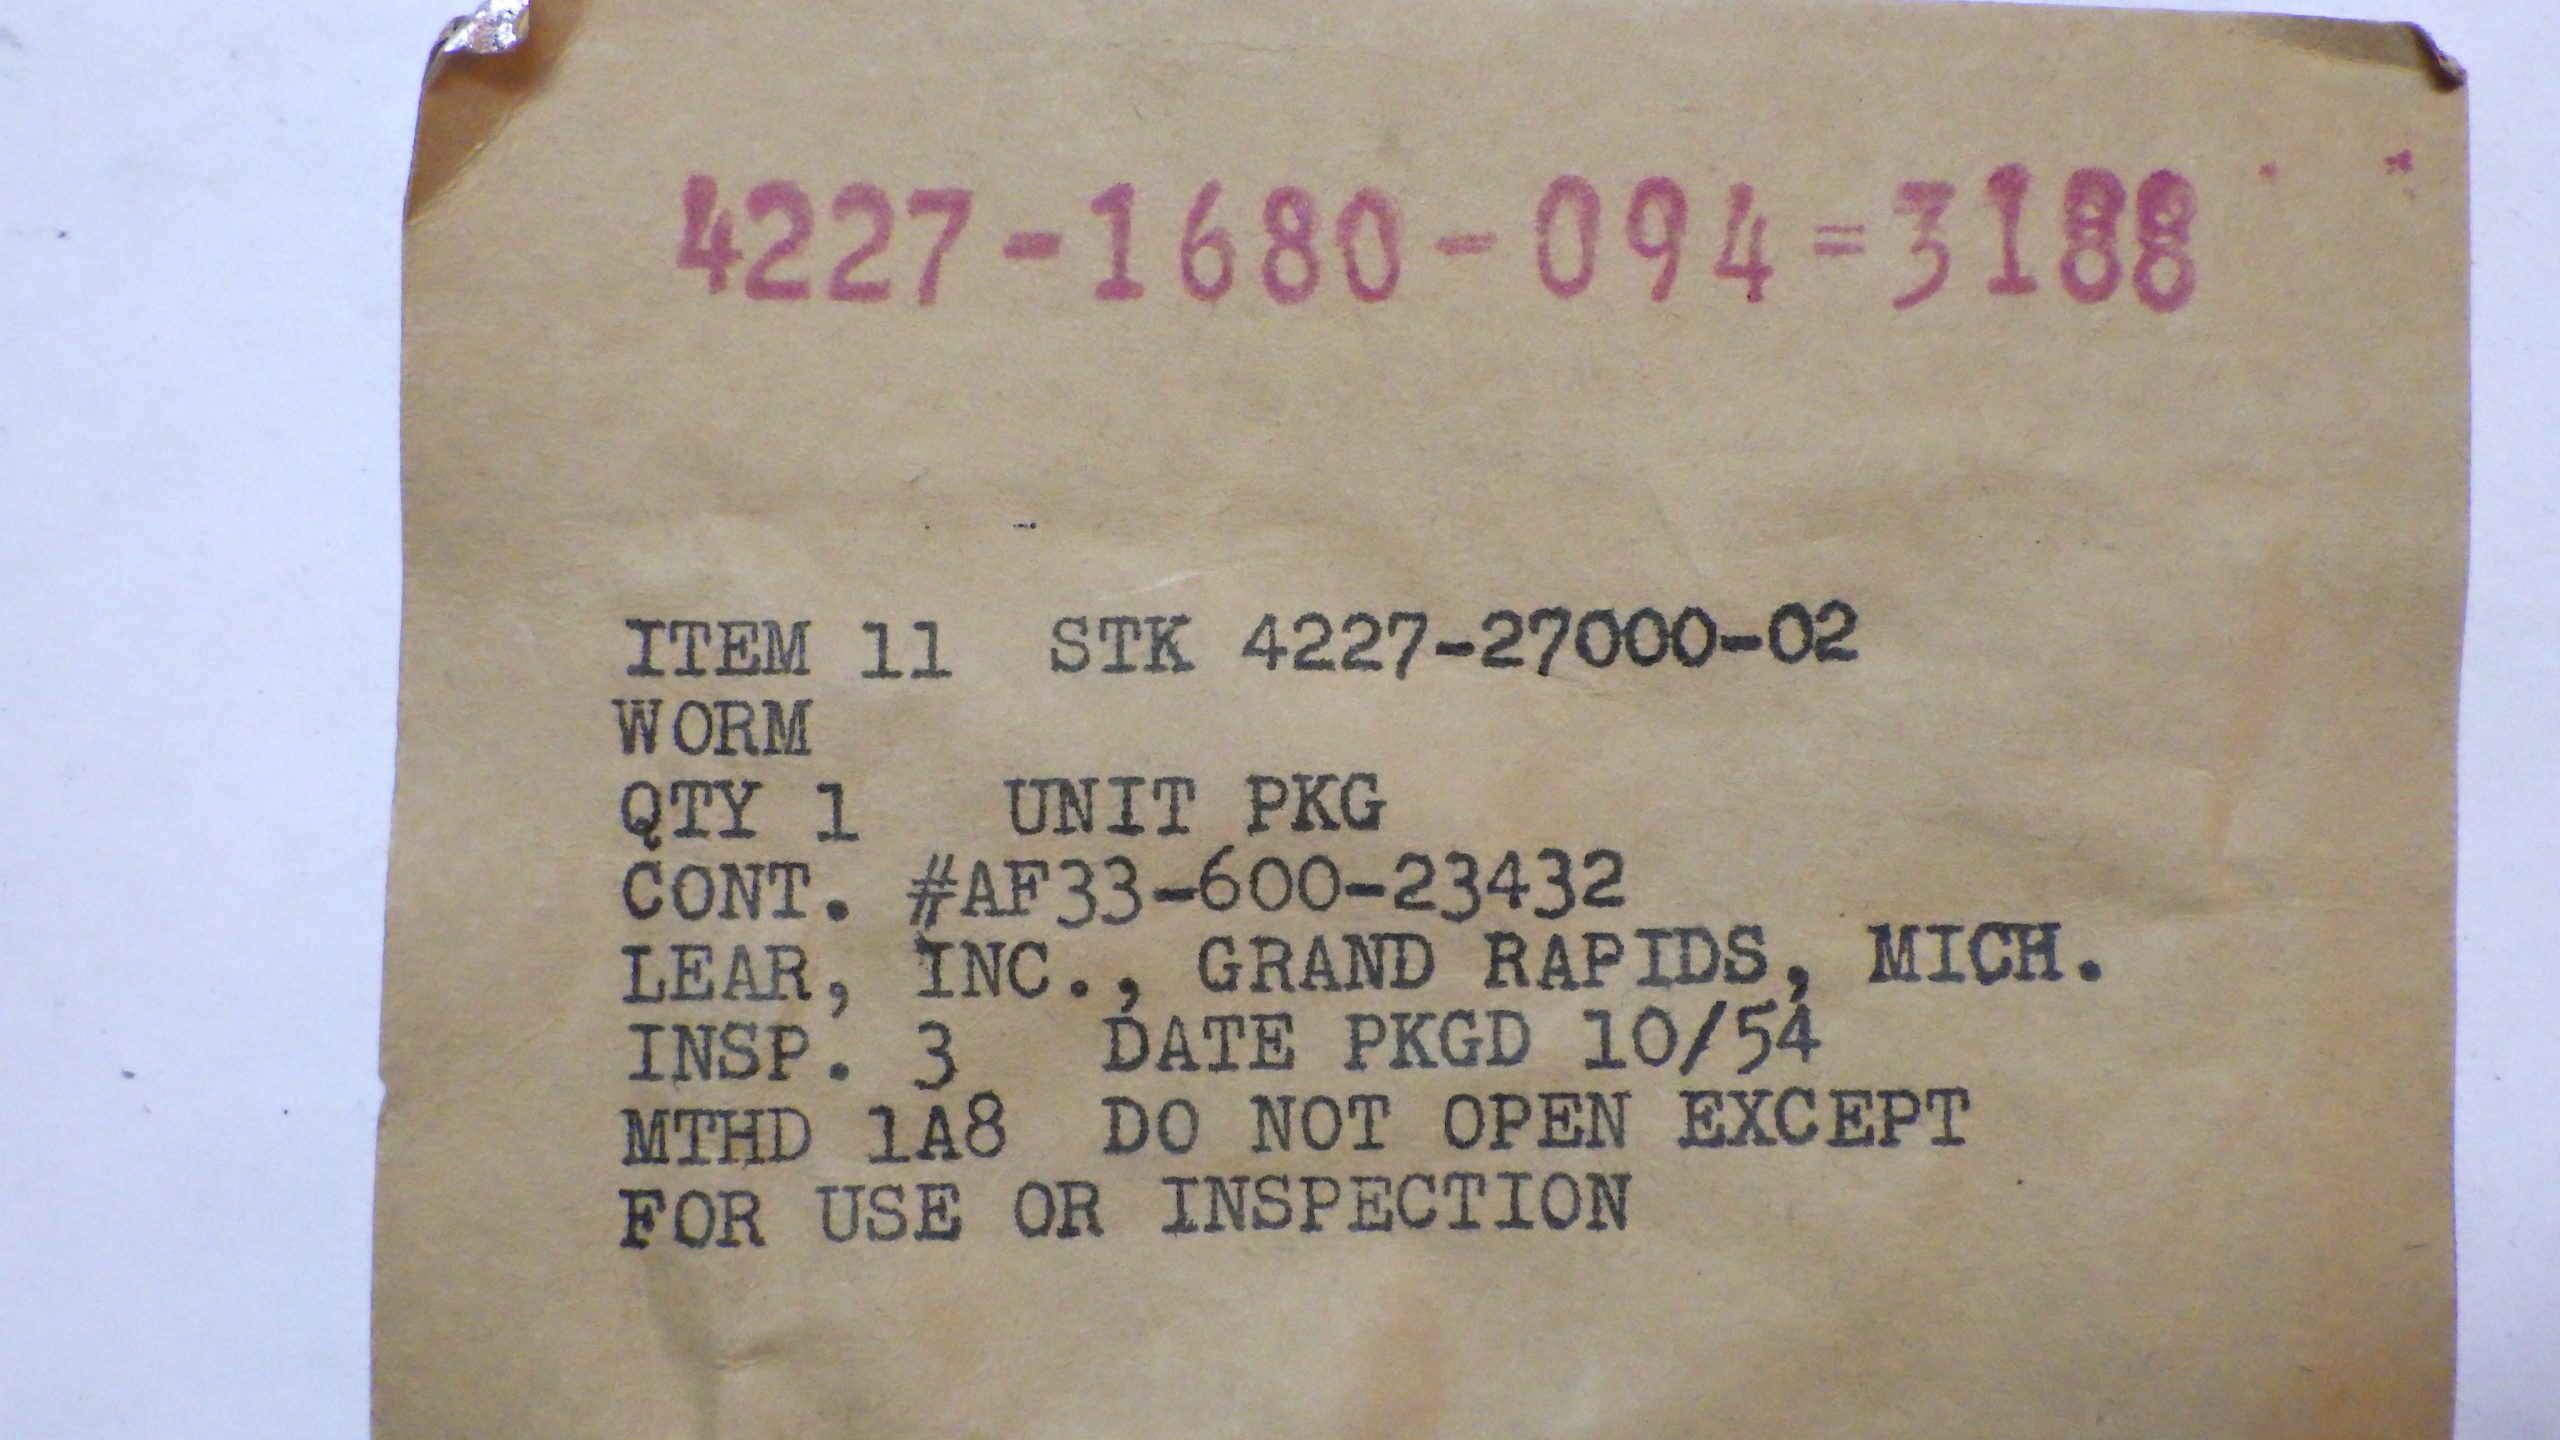 4227-1680-094=3188
ITEM 11 STK 4227-27000-02
WORM
QTY 1 UNIT PKG
CONT. #AF33-600-23432
LEAR, INC., GRAND RAPIDS, MICH.
INSP. 3 DATE PKGD 10/54
MTHD 1A8 DO NOT OPEN EXCEPT
FOR USE OR INSPECTION